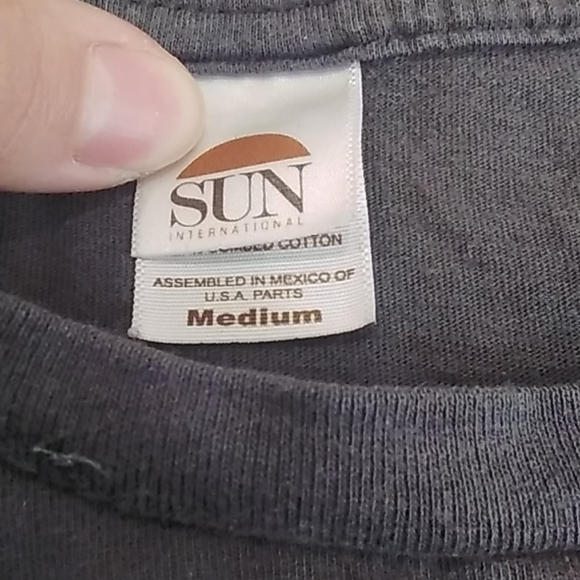 SUN
INTERNATIONAL
COMBED COTTON
ASSEMBLED IN MEXICO OF
U.S.A. PARTS
Medium